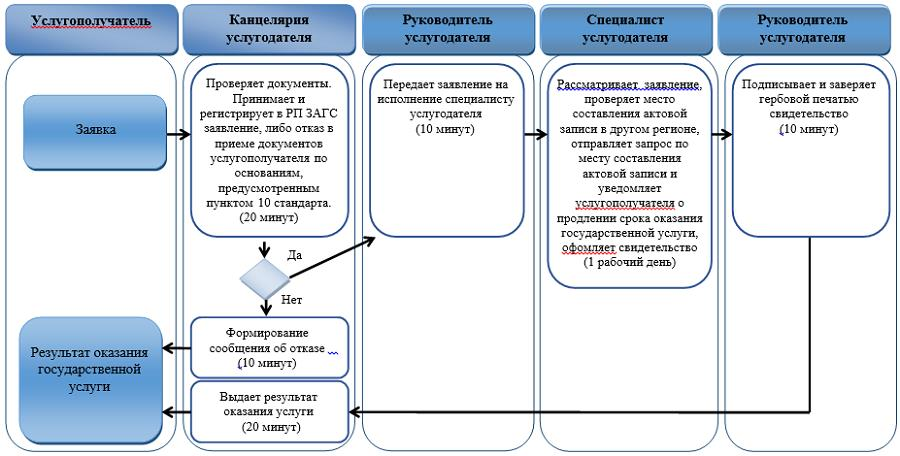 Услугополучатель
Канцелярия
услугодателя
Руководитель
услугодателя
Специалист
услугодателя
Руководитель
услугодателя
Заявка
Проверяет документы.
Принимает и
регистрирует в РП ЗАГС
заявление, либо отказ в
приеме документов
услугополучателя по
основаниям,
предусмотренным
пунктом 10 стандарта.
(20 минут)
Передает заявление на
исполнение специалисту
услугодателя
(10 минут)
Рассматривает заявление,
проверяет место
составления актовой
записи в другом регионе,
отправляет запрос по
месту составления
актовой записи и
уведомляет
услугополучателя о
продлении срока оказания
государственной услуги,
офомляет свидетельство
(1 рабочий день)
Подписывает и заверяет
гербовой печатью
свидетельство
(10 минут)
Да
Нет
Результат оказания
государственной
услуги
Формирование
сообщения об отказе
(10 минут)
Выдает результат
оказания услуги
(20 минут)